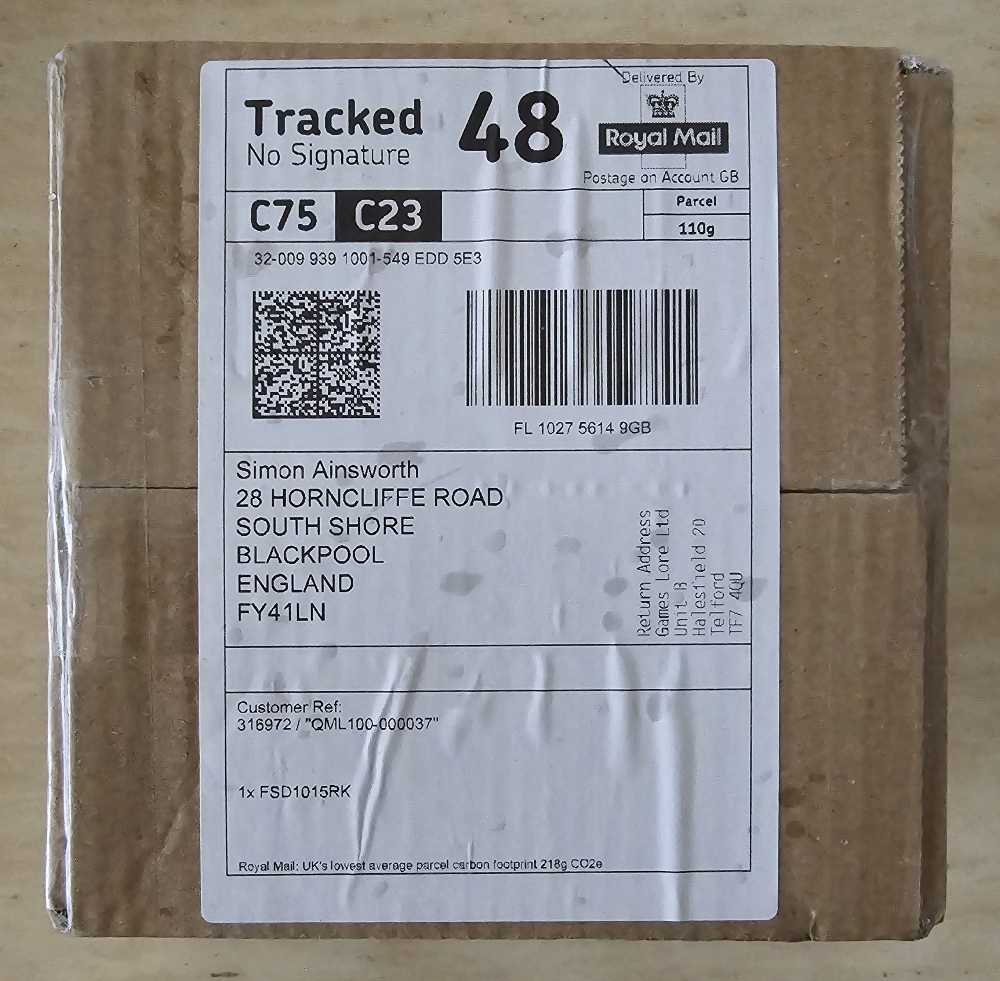 Tracked 48
No Signature
Delivered By
Royal Mail
Postage on Account GB
C75 C23
Parcel
110g
32-009 939 1001-549 EDD 5E3
FL 1027 5614 9GB
Simon Ainsworth
28 HORNCLIFFE ROAD
SOUTH SHORE
BLACKPOOL
ENGLAND
FY41LN
Return Address
Games Lore Ltd
Unit B
Halesfield 20
Telford
TF7 4QU
Customer Ref:
316972 / "QML100-000037"
1x FSD1015RK
Royal Mail: UK's lowest average parcel carbon footprint 218g CO2e